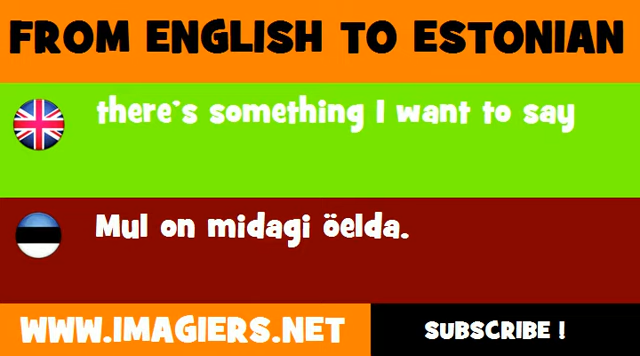 FROM ENGLISH TO ESTONIAN
there's something I want to say
Mul on midagi öelda.
WWW.IMAGIERS.NET
SUBSCRIBE !